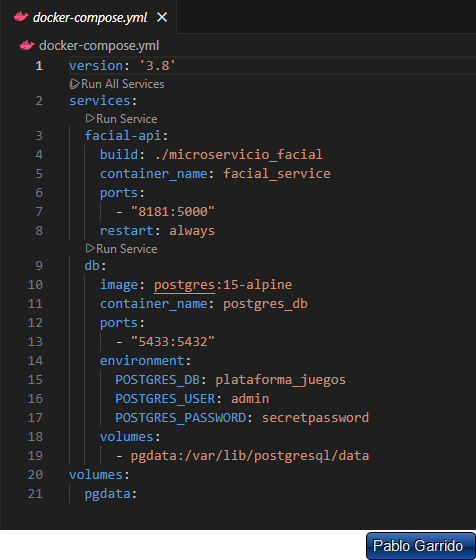 docker-compose.yml ×
docker-compose.yml
1 version: '3.8'
Run All Services
2 services:
Run Service
3 facial-api:
4 build: ./microservicio_facial
5 container_name: facial_service
6 ports:
7 - "8181:5000"
8 restart: always
Run Service
9 db:
10 image: postgres:15-alpine
11 container_name: postgres_db
12 ports:
13 - "5433:5432"
14 environment:
15 POSTGRES_DB: plataforma_juegos
16 POSTGRES_USER: admin
17 POSTGRES_PASSWORD: secretpassword
18 volumes:
19 - pgdata:/var/lib/postgresql/data
20 volumes:
21 pgdata:
Pablo Garrido